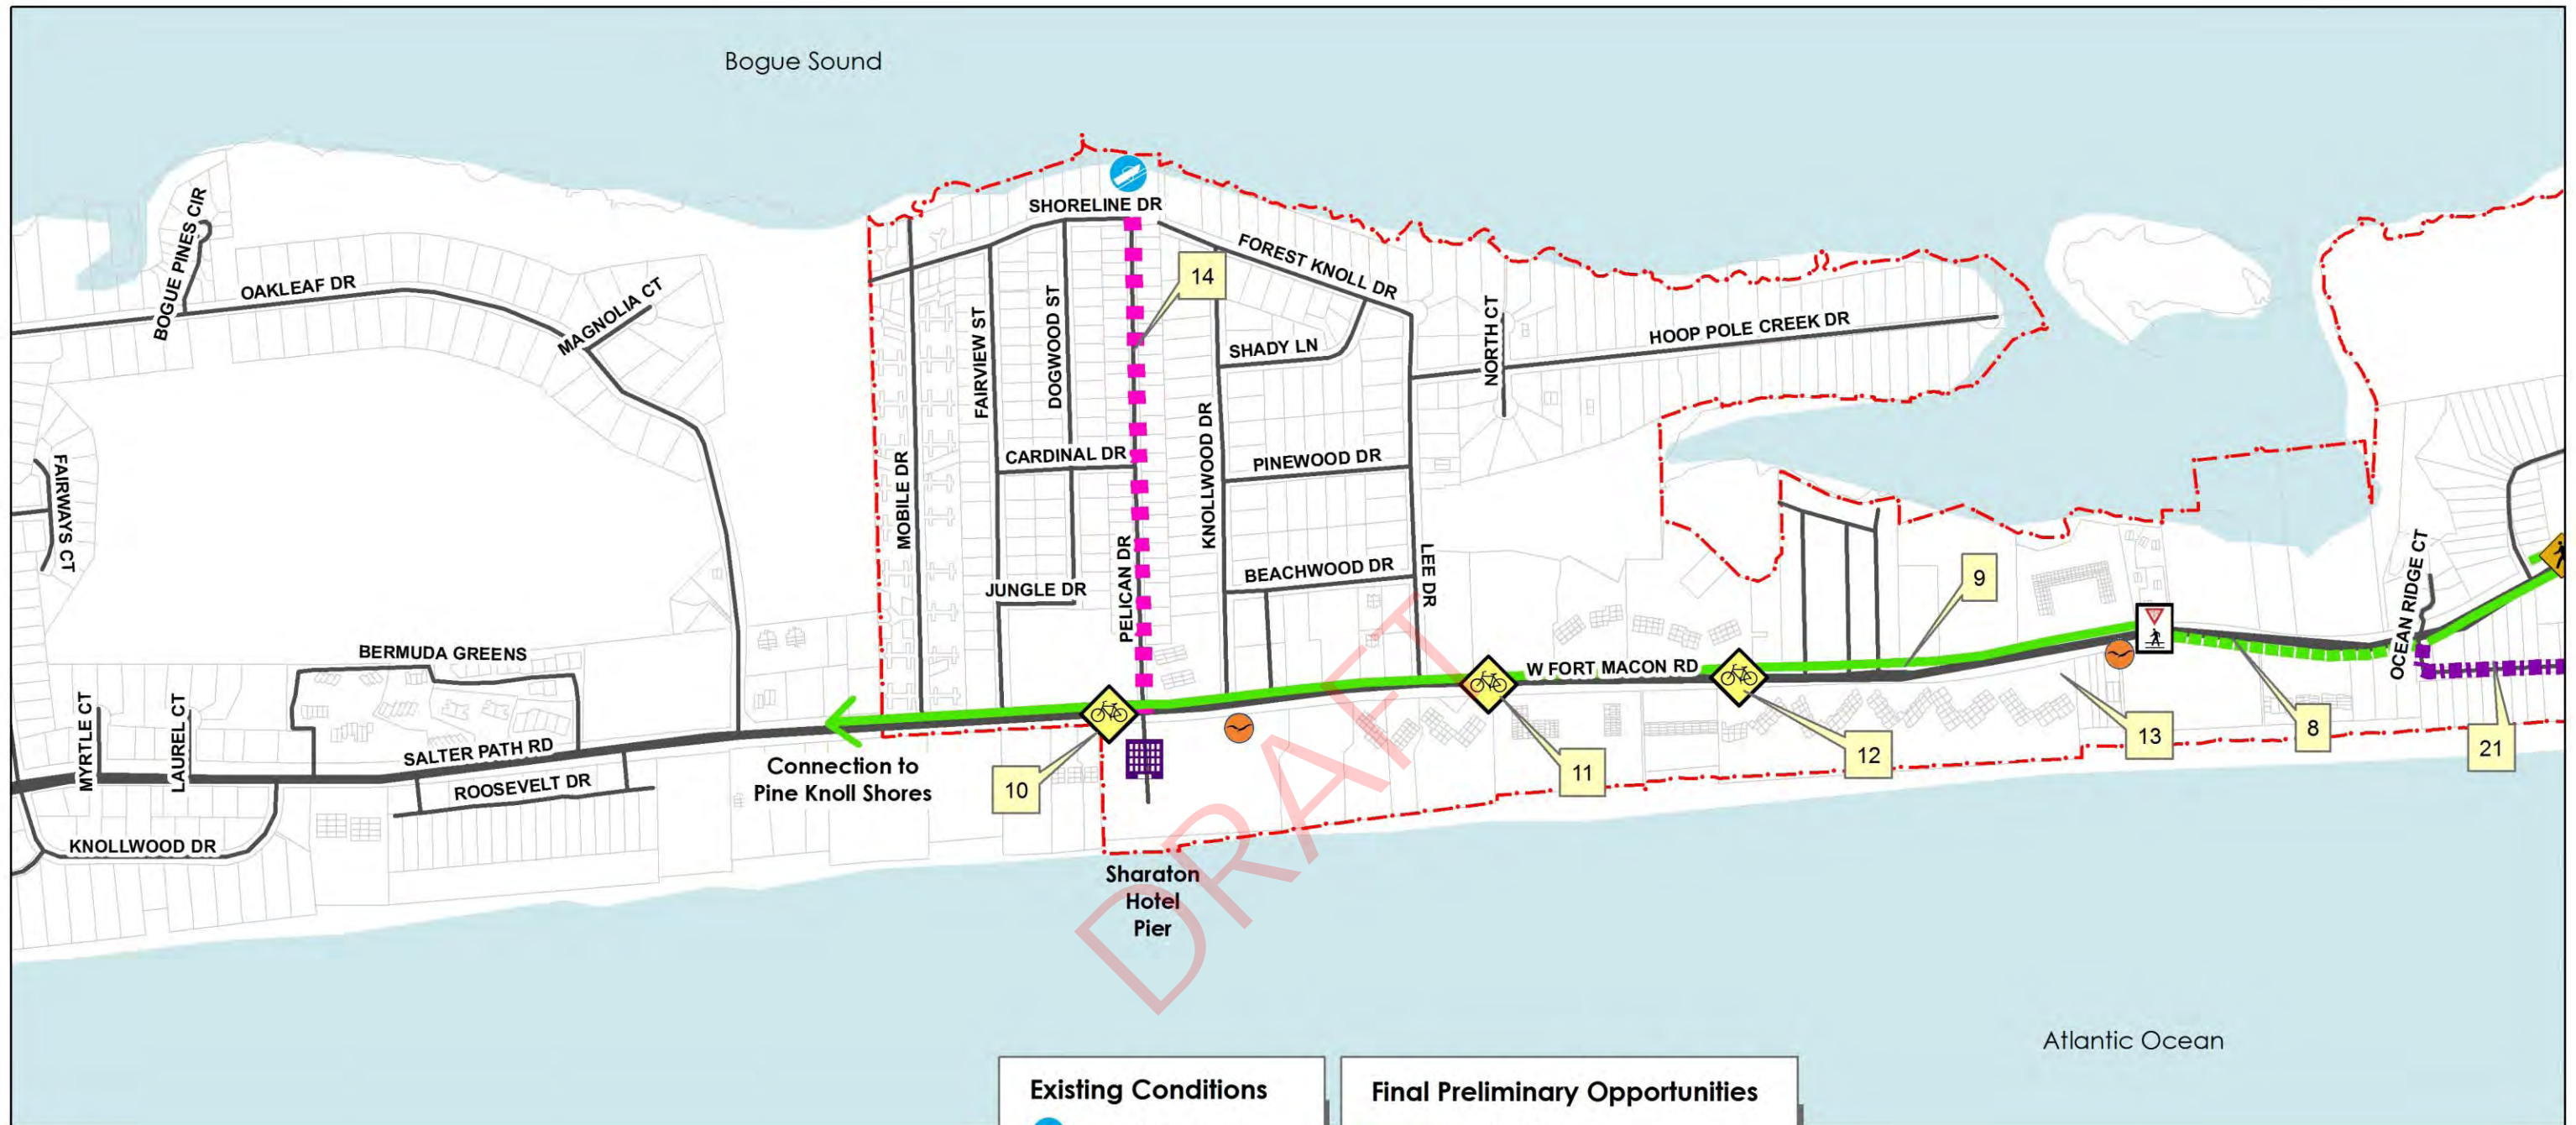 Bogue Sound
SHORELINE DR
BOGUE PINES CIR
OAKLEAF DR
MAGNOLIA CT
FOREST KNOLL DR
14
FAIRVIEW ST
DOGWOOD ST
SHADY LN
NORTH CT
HOOP POLE CREEK DR
FAIRWAYS CT
MOBILE DR
CARDINAL DR
KNOLLWOOD DR
PINEWOOD DR
JUNGLE DR
PELICAN DR
BEACHWOOD DR
LEE DR
9
OCEAN RIDGE CT
BERMUDA GREENS
W FORT MACON RD
MYRTLE CT
LAUREL CT
SALTER PATH RD
ROOSEVELT DR
KNOLLWOOD DR
Connection to
Pine Knoll Shores
10
11
12
13
8
21
Sharaton
Hotel
Pier
DRAFT
Atlantic Ocean
Existing Conditions
Final Preliminary Opportunities